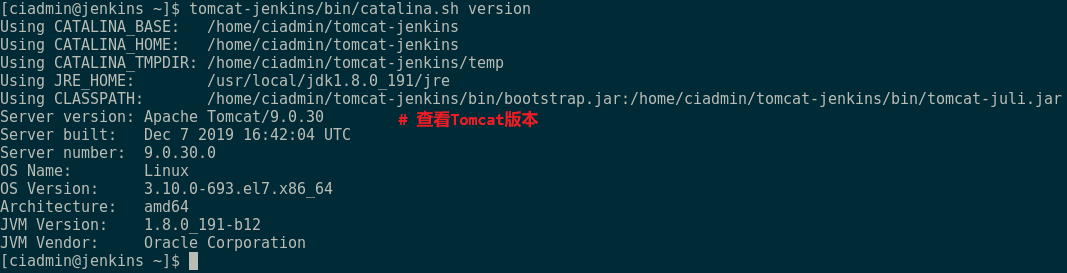 [ciadmin@jenkins ~]$ tomcat-jenkins/bin/catalina.sh version
Using CATALINA_BASE:   /home/ciadmin/tomcat-jenkins
Using CATALINA_HOME:   /home/ciadmin/tomcat-jenkins
Using CATALINA_TMPDIR: /home/ciadmin/tomcat-jenkins/temp
Using JRE_HOME:        /usr/local/jdk1.8.0_191/jre
Using CLASSPATH:       /home/ciadmin/tomcat-jenkins/bin/bootstrap.jar:/home/ciadmin/tomcat-jenkins/bin/tomcat-juli.jar
Server version: Apache Tomcat/9.0.30 # 查看Tomcat版本
Server built:   Dec 7 2019 16:42:04 UTC
Server number:  9.0.30.0
OS Name:        Linux
OS Version:     3.10.0-693.el7.x86_64
Architecture:   amd64
JVM Version:    1.8.0_191-b12
JVM Vendor:     Oracle Corporation
[ciadmin@jenkins ~]$